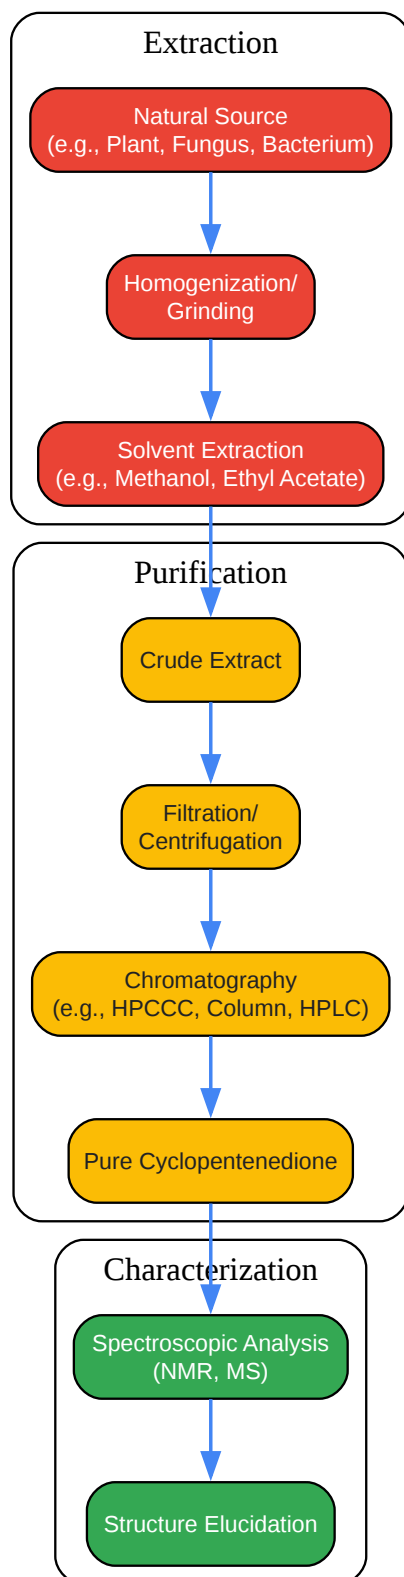 Extraction
Natural Source
(e.g., Plant, Fungus, Bacterium)
Homogenization/
Grinding
Solvent Extraction
(e.g., Methanol, Ethyl Acetate)
Purification
Crude Extract
Filtration/
Centrifugation
Chromatography
(e.g., HPCCC, Column, HPLC)
Pure Cyclopentenedione
Characterization
Spectroscopic Analysis
(NMR, MS)
Structure Elucidation